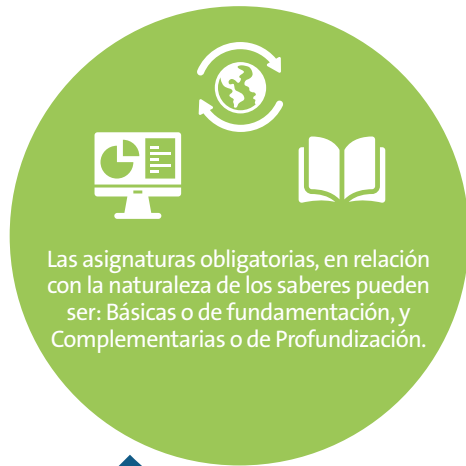 Las asignaturas obligatorias, en relación
con la naturaleza de los saberes pueden
ser: Básicas o de fundamentación, y
Complementarias o de Profundización.